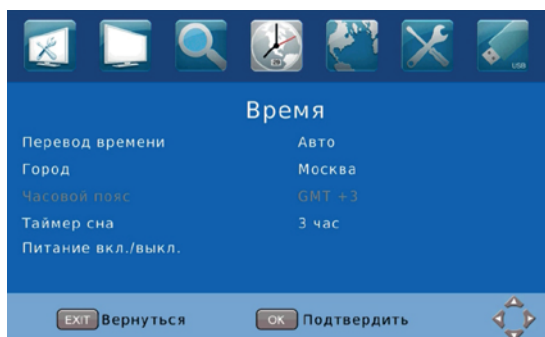 USB
Время
Перевод времени Авто
Город Москва
Часовой пояс GMT +3
Таймер сна 3 час
Питание вкл./выкл.
EXIT Вернуться OK Подтвердить